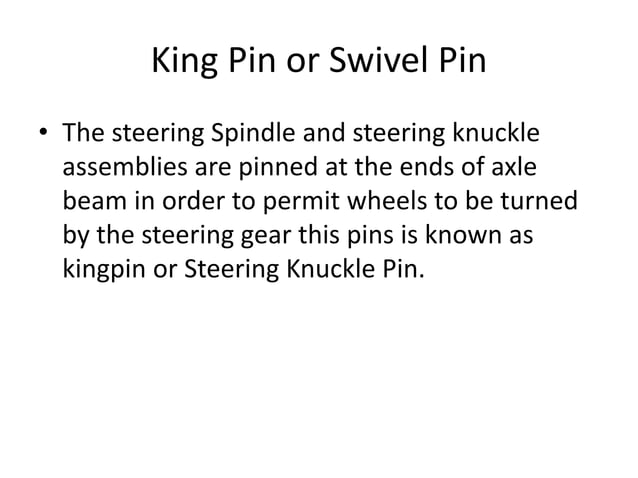 King Pin or Swivel Pin
• The steering Spindle and steering knuckle
assemblies are pinned at the ends of axle
beam in order to permit wheels to be turned
by the steering gear this pins is known as
kingpin or Steering Knuckle Pin.